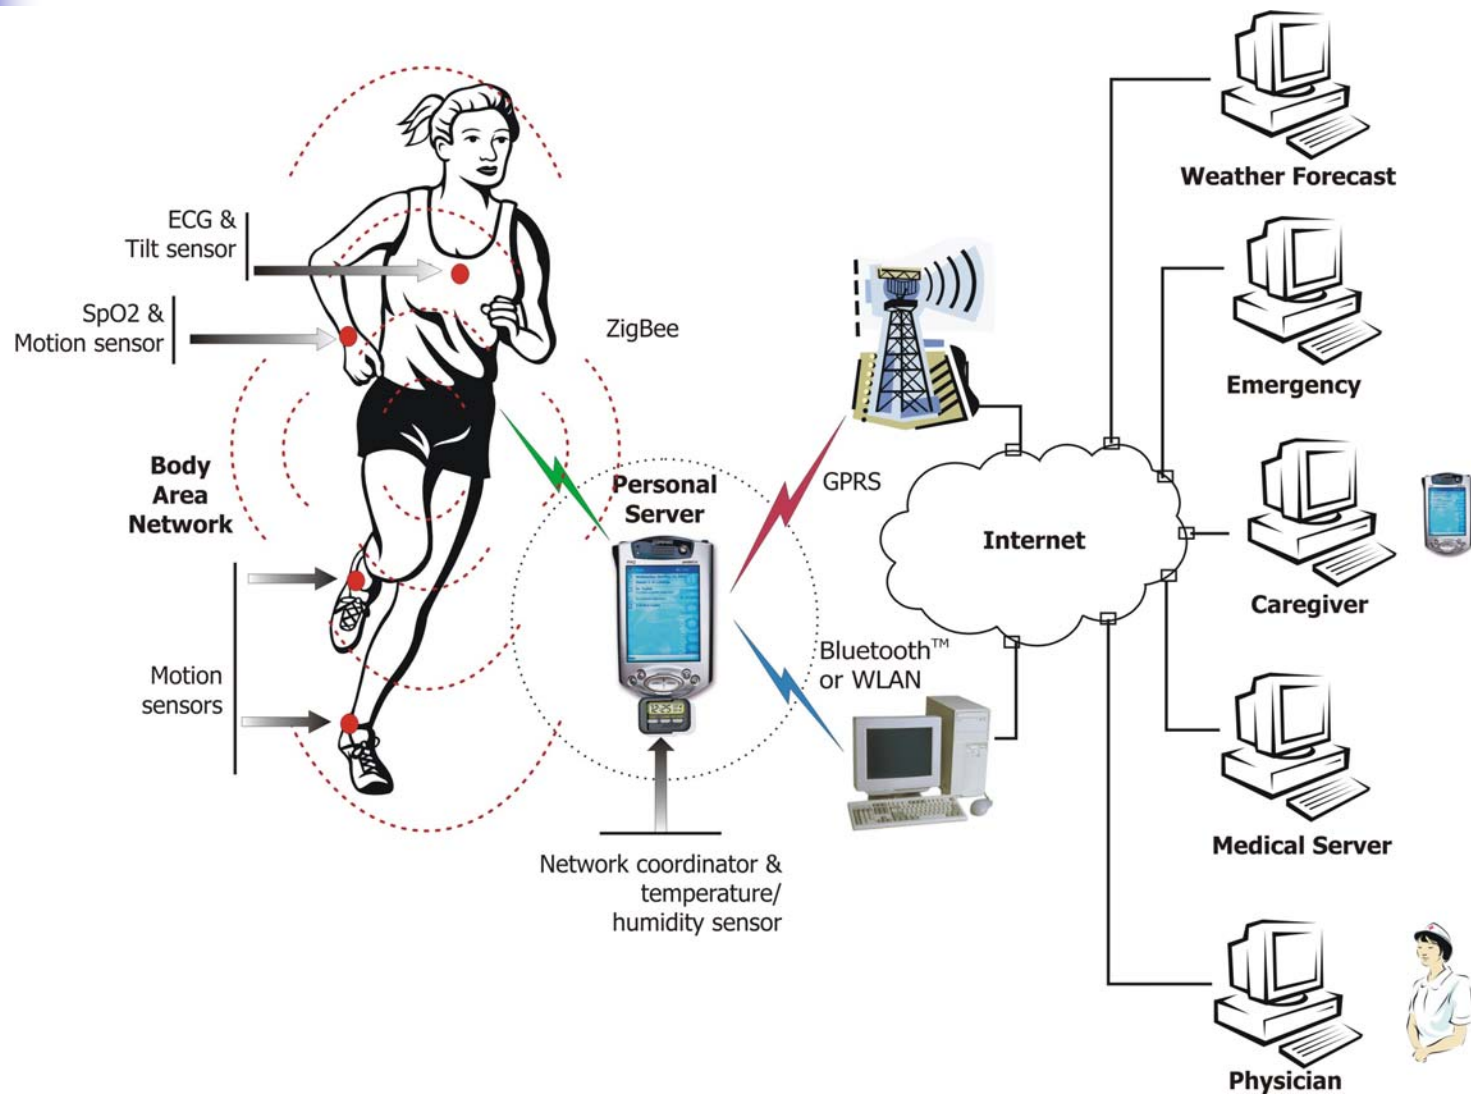 ECG &
Tilt sensor
SpO2 &
Motion sensor
ZigBee
Body
Area
Network
Motion
sensors
Personal
Server
Network coordinator &
temperature/
humidity sensor
GPRS
Bluetooth™
or WLAN
Internet
Weather Forecast
Emergency
Caregiver
Medical Server
Physician